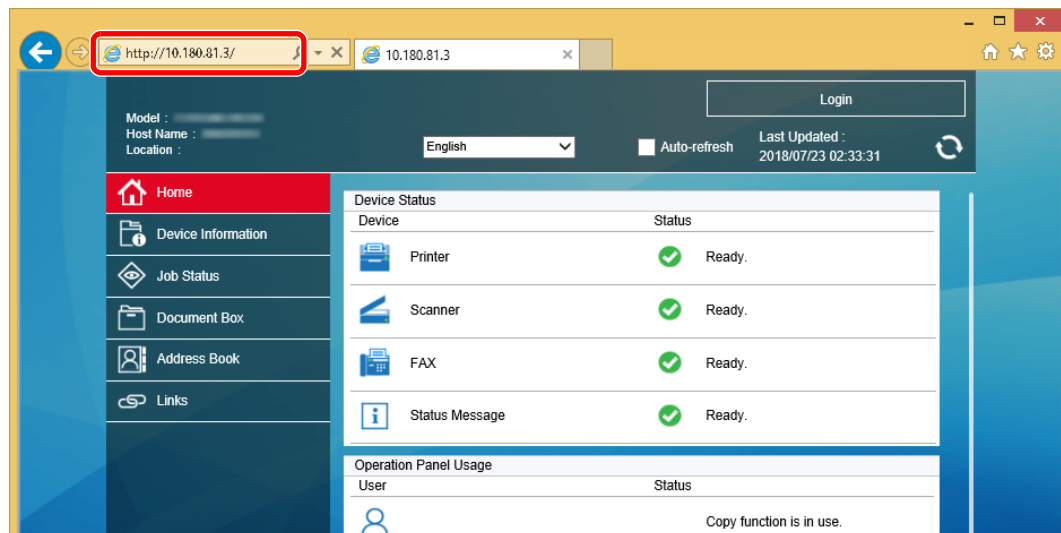 http://10.180.81.3/
10.180.81.3
Login
Model :
Host Name :
Location :
English
Auto-refresh
Last Updated :
2018/07/23 02:33:31
Home
Device Information
Job Status
Document Box
Address Book
Links
Device Status
Device Status
Printer Ready.
Scanner Ready.
FAX Ready.
Status Message Ready.
Operation Panel Usage
User Status
Copy function is in use.